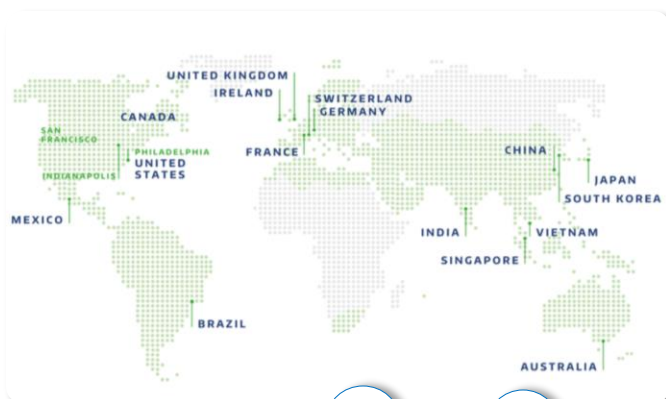 UNITED KINGDOM
IRELAND
SWITZERLAND
GERMANY
CANADA
SAN
FRANCISCO
PHILADELPHIA
UNITED
STATES
INDIANAPOLIS
FRANCE
CHINA
JAPAN
SOUTH KOREA
MEXICO
INDIA
VIETNAM
SINGAPORE
BRAZIL
AUSTRALIA